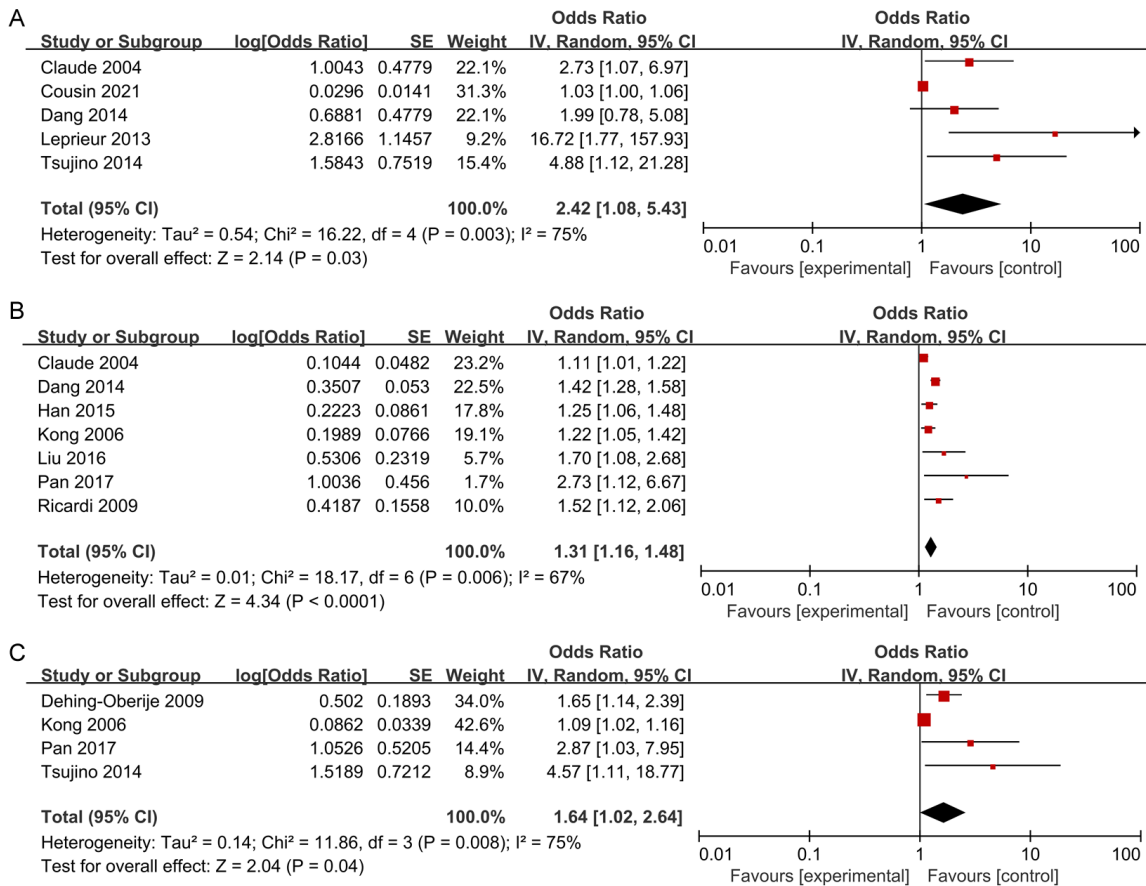 A
Odds Ratio Odds Ratio
Study or Subgroup log[Odds Ratio] SE Weight IV, Random, 95% CI IV, Random, 95% CI
Claude 2004 1.0043 0.4779 22.1% 2.73 [1.07, 6.97]
Cousin 2021 0.0296 0.0141 31.3% 1.03 [1.00, 1.06]
Dang 2014 0.6881 0.4779 22.1% 1.99 [0.78, 5.08]
Leprieur 2013 2.8166 1.1457 9.2% 16.72 [1.77, 157.93]
Tsujino 2014 1.5843 0.7519 15.4% 4.88 [1.12, 21.28]
Total (95% CI) 100.0% 2.42 [1.08, 5.43]
Heterogeneity: Tau² = 0.54; Chi² = 16.22, df = 4 (P = 0.003); I² = 75%
Test for overall effect: Z = 2.14 (P = 0.03)
0.01 0.1 1 10 100
Favours [experimental] Favours [control]
B
Odds Ratio Odds Ratio
Study or Subgroup log[Odds Ratio] SE Weight IV, Random, 95% CI IV, Random, 95% CI
Claude 2004 0.1044 0.0482 23.2% 1.11 [1.01, 1.22]
Dang 2014 0.3507 0.053 22.5% 1.42 [1.28, 1.58]
Han 2015 0.2223 0.0861 17.8% 1.25 [1.06, 1.48]
Kong 2006 0.1989 0.0766 19.1% 1.22 [1.05, 1.42]
Liu 2016 0.5306 0.2319 5.7% 1.70 [1.08, 2.68]
Pan 2017 1.0036 0.456 1.7% 2.73 [1.12, 6.67]
Ricardi 2009 0.4187 0.1558 10.0% 1.52 [1.12, 2.06]
Total (95% CI) 100.0% 1.31 [1.16, 1.48]
Heterogeneity: Tau² = 0.01; Chi² = 18.17, df = 6 (P = 0.006); I² = 67%
Test for overall effect: Z = 4.34 (P < 0.0001)
0.01 0.1 1 10 100
Favours [experimental] Favours [control]
C
Odds Ratio Odds Ratio
Study or Subgroup log[Odds Ratio] SE Weight IV, Random, 95% CI IV, Random, 95% CI
Dehing-Oberije 2009 0.502 0.1893 34.0% 1.65 [1.14, 2.39]
Kong 2006 0.0862 0.0339 42.6% 1.09 [1.02, 1.16]
Pan 2017 1.0526 0.5205 14.4% 2.87 [1.03, 7.95]
Tsujino 2014 1.5189 0.7212 8.9% 4.57 [1.11, 18.77]
Total (95% CI) 100.0% 1.64 [1.02, 2.64]
Heterogeneity: Tau² = 0.14; Chi² = 11.86, df = 3 (P = 0.008); I² = 75%
Test for overall effect: Z = 2.04 (P = 0.04)
0.01 0.1 1 10 100
Favours [experimental] Favours [control]